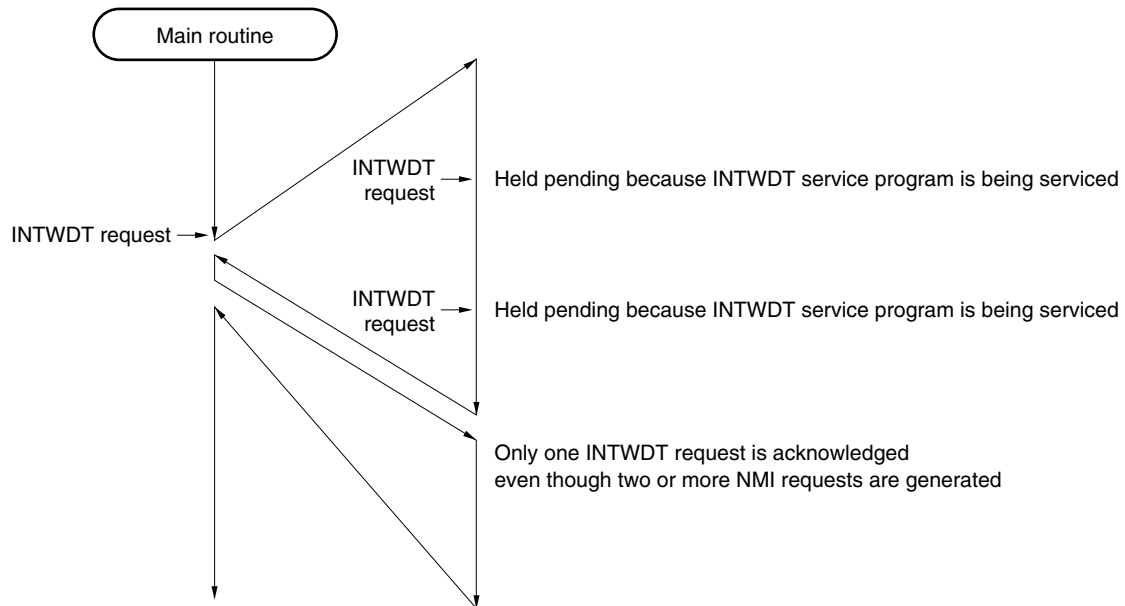 Main routine
INTWDT
request
Held pending because INTWDT service program is being serviced
INTWDT request
INTWDT
request
Held pending because INTWDT service program is being serviced
Only one INTWDT request is acknowledged
even though two or more NMI requests are generated